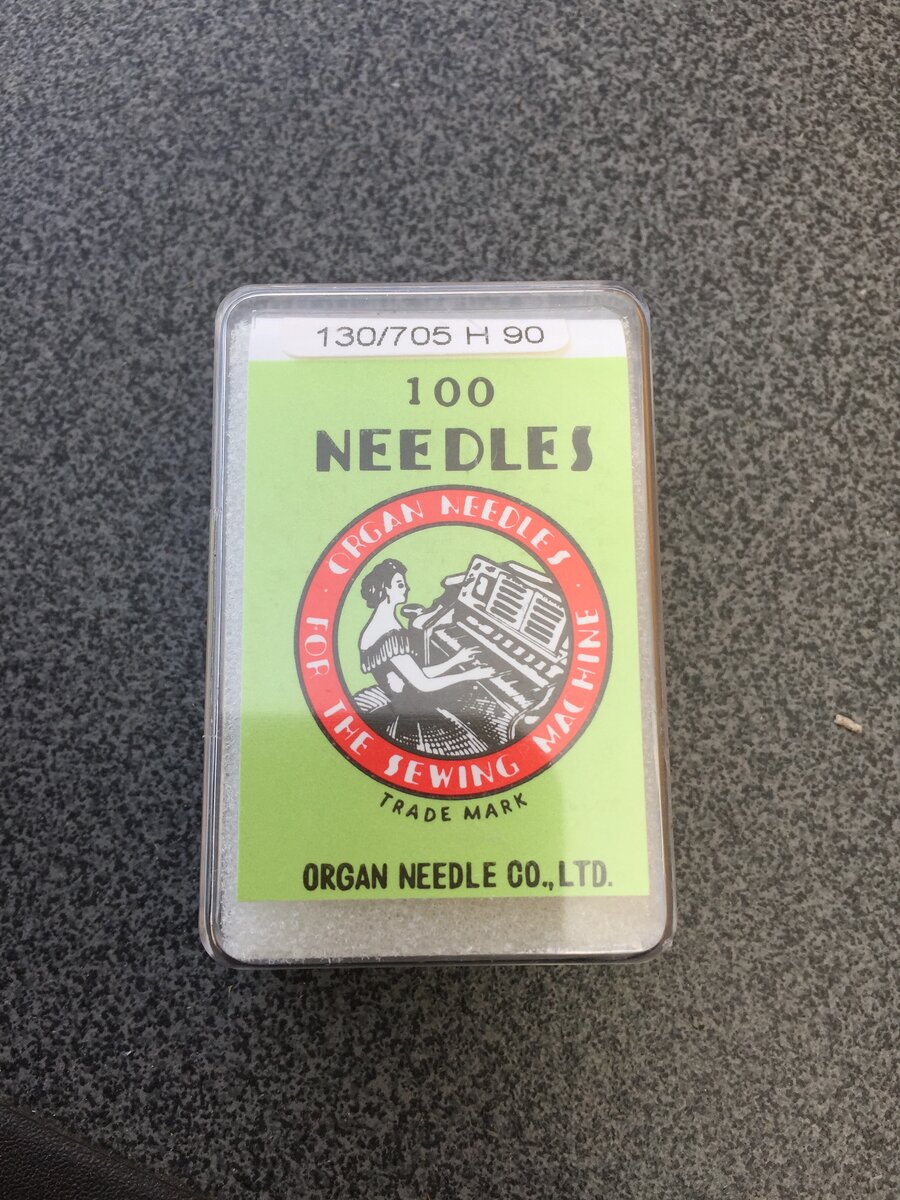 130/705 H 90
100
NEEDLES
ORGAN NEEDLES
FOR THE SEWING MACHINE
TRADE MARK
ORGAN NEEDLE CO., LTD.